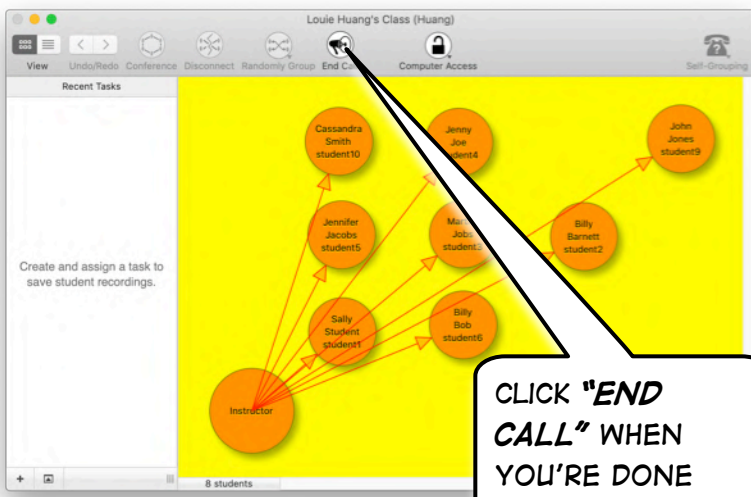 Louie Huang's Class (Huang)
View Undo/Redo Conference Disconnect Randomly Group End Computer Access Self-Grouping
Recent Tasks
Create and assign a task to
save student recordings.
Cassandra
Smith
student10
Jenny
Joe
John
Jones
student9
Jennifer
Jacobs
student5
Jobs
Billy
Barnett
student2
Sally
Student
student1
Billy
Bob
student6
Instructor
+
8 students
CLICK "END
CALL" WHEN
YOU'RE DONE